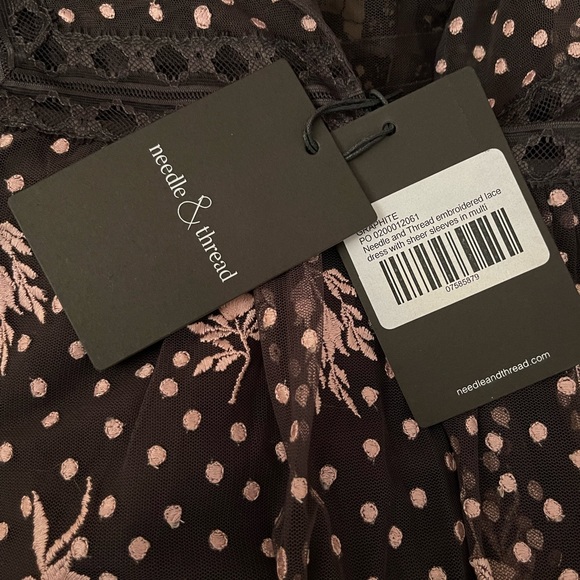 needle & thread
GRAPHITE
PO 0200012061
Needle and Thread embroidered lace
dress with sheer sleeves in multi
07585879
needleandthread.com